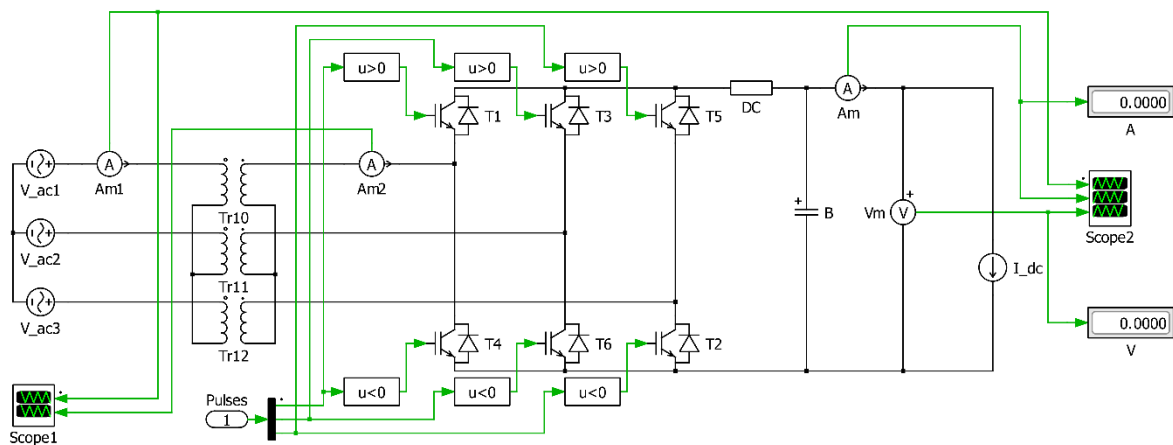 u>0
u>0
u>0
T1
T3
T5
DC
A
Am
0.0000
A
A
V_ac1
Am1
A
Am2
Tr10
V_ac2
Tr11
V_ac3
Tr12
+
B
Vm
V
+
I_dc
Scope2
0.0000
V
T4
T6
T2
u<0
u<0
u<0
Pulses
1
Scope1